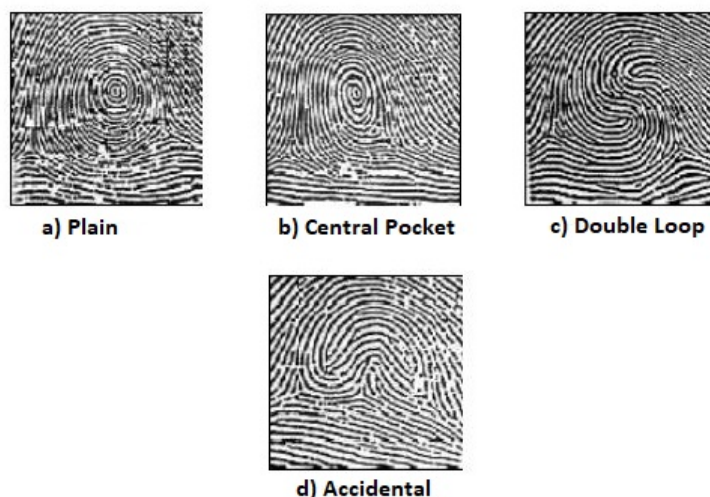 a) Plain
b) Central Pocket
c) Double Loop
d) Accidental